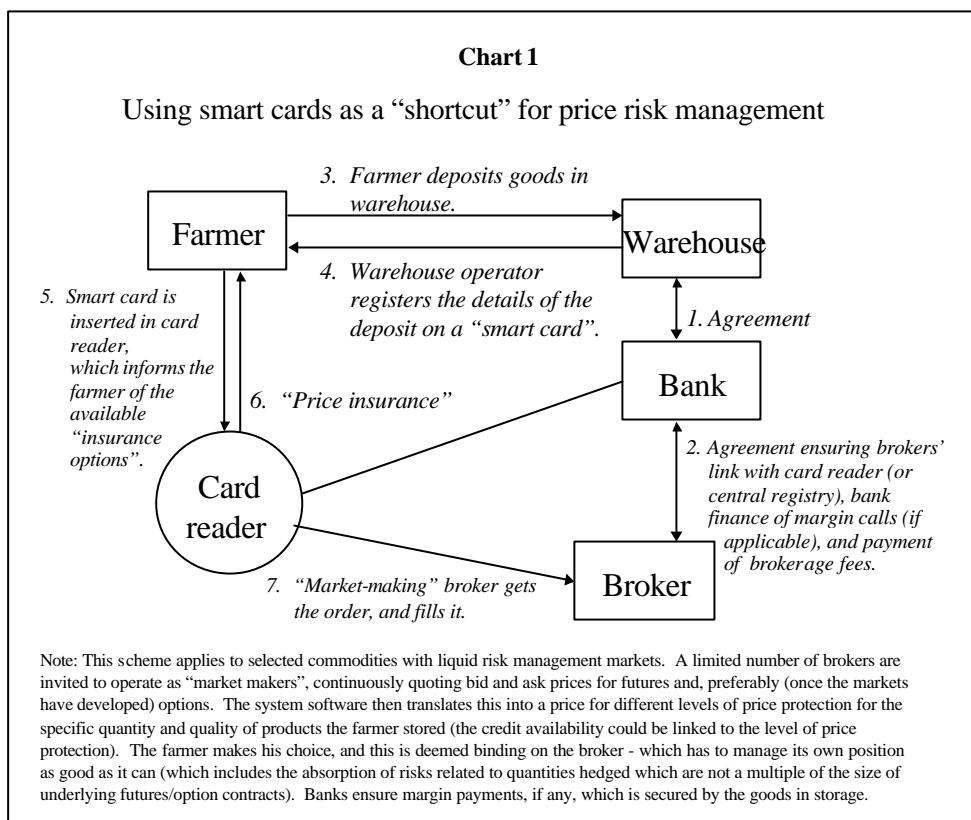 Chart 1
Using smart cards as a “shortcut” for price risk management
3. Farmer deposits goods in
warehouse.
Farmer
Warehouse
4. Warehouse operator
registers the details of the
deposit on a “smart card”.
5. Smart card is
inserted in card
reader,
which informs the
farmer of the
available
“insurance
options”.
1. Agreement
Bank
6. “Price insurance”
2. Agreement ensuring brokers’
link with card reader (or
central registry), bank
finance of margin calls (if
applicable), and payment
of brokerage fees.
Card
reader
Broker
7. “Market-making” broker gets
the order, and fills it.
Note: This scheme applies to selected commodities with liquid risk management markets. A limited number of brokers are
invited to operate as “market makers”, continuously quoting bid and ask prices for futures and, preferably (once the markets
have developed) options. The system software then translates this into a price for different levels of price protection for the
specific quantity and quality of products the farmer stored (the credit availability could be linked to the level of price
protection). The farmer makes his choice, and this is deemed binding on the broker - which has to manage its own position
as good as it can (which includes the absorption of risks related to quantities hedged which are not a multiple of the size of
underlying futures/option contracts). Banks ensure margin payments, if any, which is secured by the goods in storage.